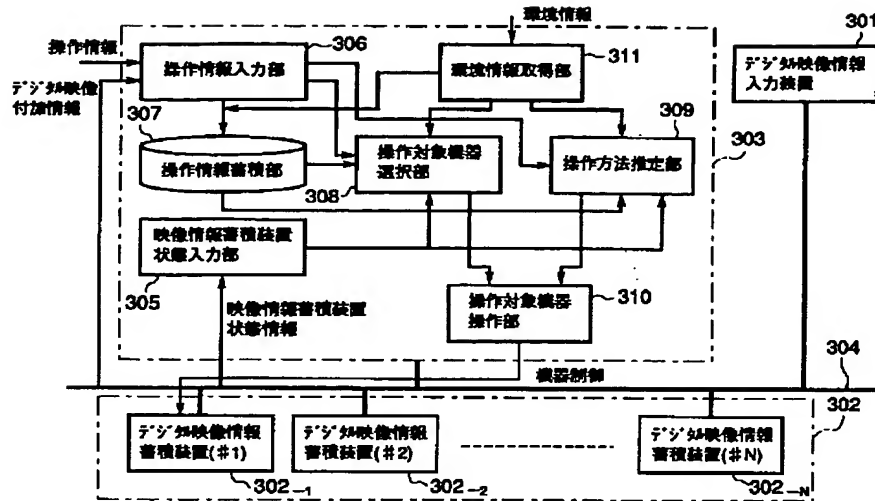 環境情報
操作情報
デジタル映像
付加情報
306
操作情報入力部
311
環境情報取得部
301
デジタル映像情報
入力装置
307
操作情報蓄積部
操作対象機器
選択部
308
309
操作方法推定部
303
映像情報蓄積装置
状態入力部
305
映像情報蓄積装置
状態情報
操作対象機器
操作部
310
機器制御
304
302
デジタル映像情報
蓄積装置(#1)
302-1
デジタル映像情報
蓄積装置(#2)
302-2
デジタル映像情報
蓄積装置(#N)
302-N